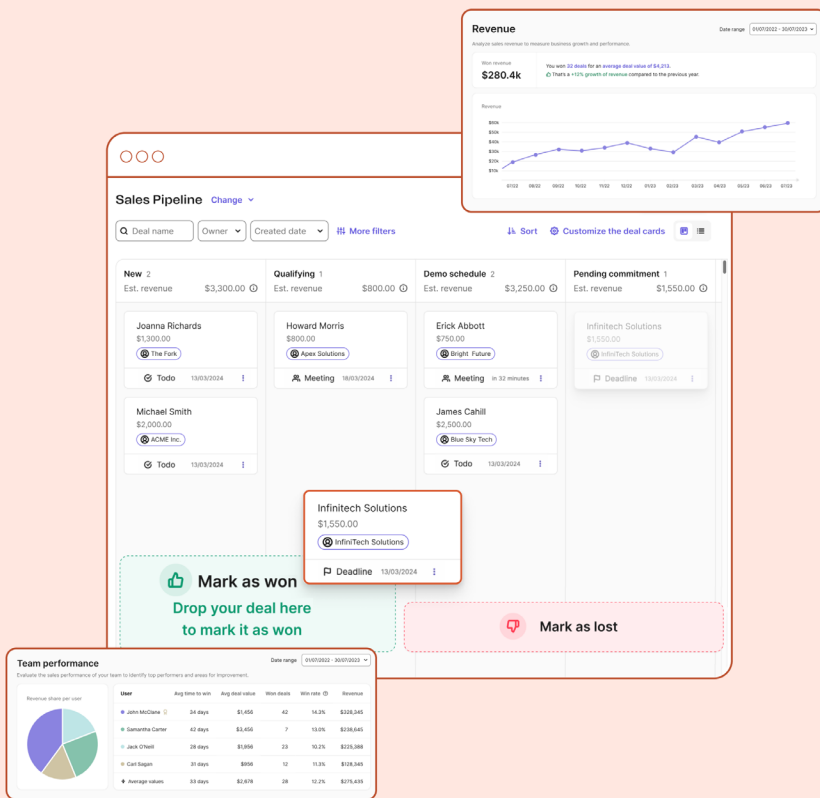 Revenue
Date range 01/07/2022 - 30/07/2023
Analyze sales revenue to measure business growth and performance.
Won revenue
$280.4k
You won 32 deals for an average deal value of $4,213.
That's a +12% growth of revenue compared to the previous year.
Revenue
$60k
$50k
$40k
$30k
$20k
$10k
07/22 08/22 09/22 10/22 11/22 12/22 01/23 02/23 03/23 04/23 05/23 06/23 07/23
Sales Pipeline Change
Deal name Owner Created date More filters Sort Customize the deal cards
New 2
Est. revenue $3,300.00
Joanna Richards
$1,300.00
The Fork
Todo 13/03/2024
Michael Smith
$2,000.00
ACME Inc.
Todo 13/03/2024
Qualifying 1
Est. revenue $800.00
Howard Morris
$800.00
Apex Solutions
Meeting 18/03/2024
Demo schedule 2
Est. revenue $3,250.00
Erick Abbott
$750.00
Bright Future
Meeting in 32 minutes
James Cahill
$2,500.00
Blue Sky Tech
Todo 13/03/2024
Pending commitment 1
Est. revenue $1,550.00
Infinitech Solutions
$1,550.00
InfiniTech Solutions
Deadline 13/03/2024
Infinitech Solutions
$1,550.00
InfiniTech Solutions
Deadline 13/03/2024
Mark as won
Drop your deal here
to mark it as won
Mark as lost
Team performance
Date range 01/07/2022 - 30/07/2023
Evaluate the sales performance of your team to identify top performers and areas for improvement.
Revenue share per user
User Avg time to win Avg deal value Won deals Win rate Revenue
John McClane 34 days $1,456 42 14.3% $328,345
Samantha Carter 42 days $3,456 7 13.0% $238,645
Jack O'Neill 28 days $1,856 23 10.2% $225,388
Carl Sagan 31 days $956 12 11.3% $128,345
Average values 33 days $2,678 28 12.2% $275,435